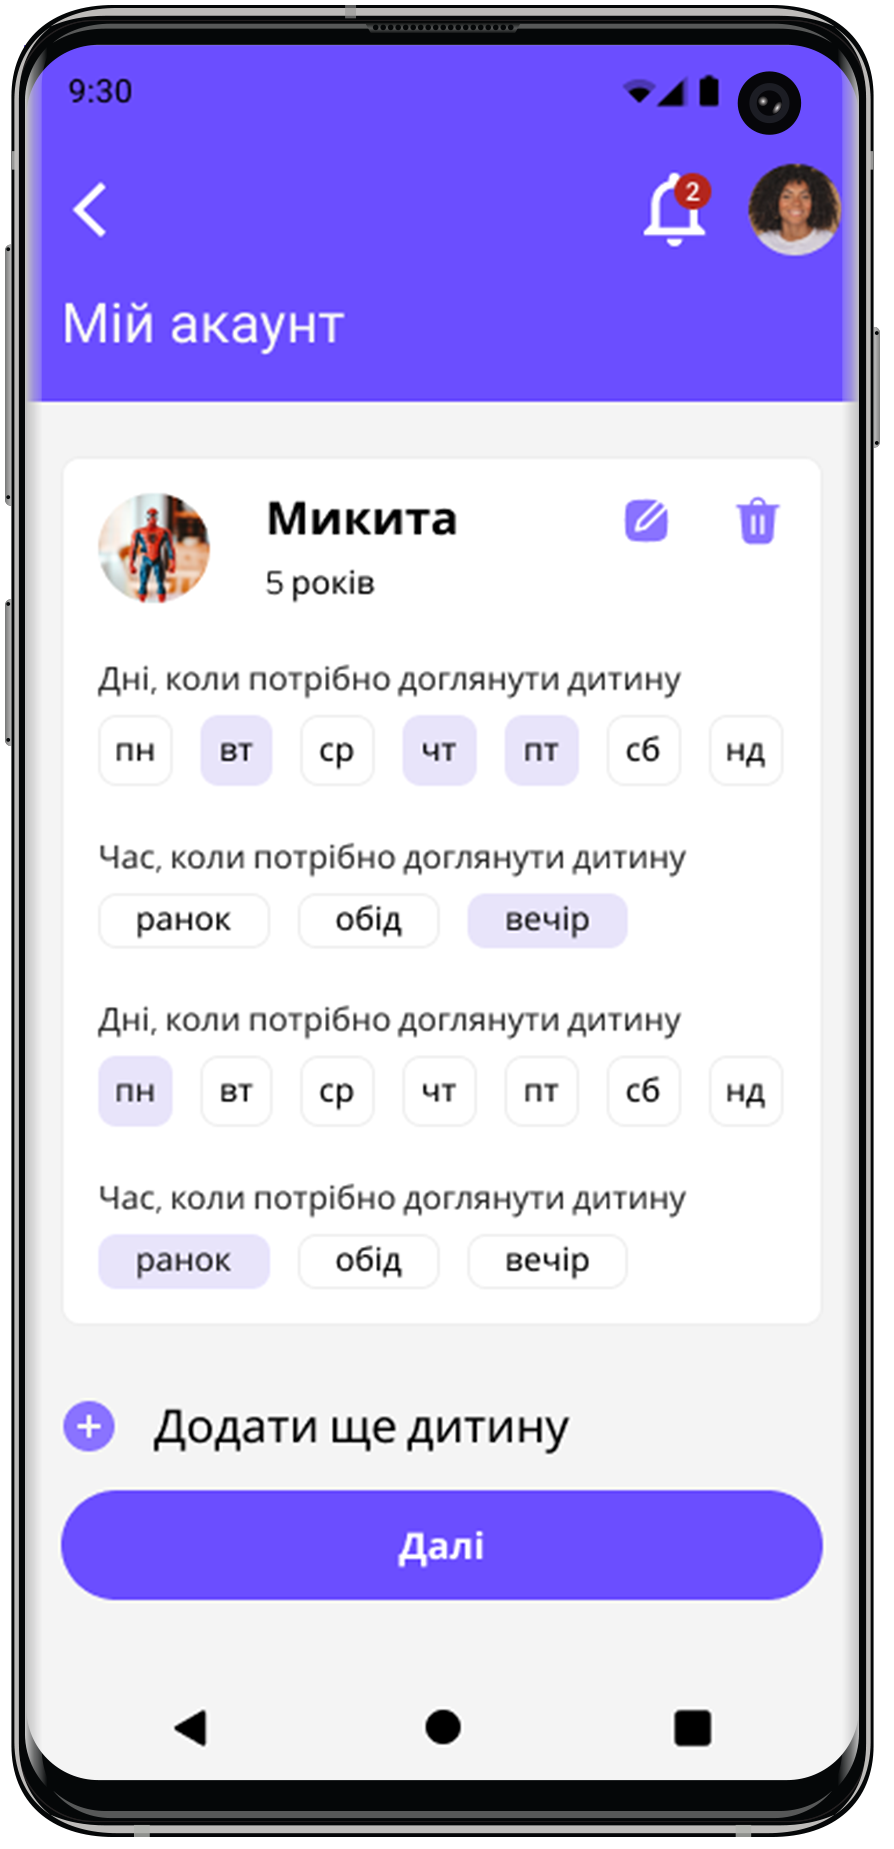 9:30
2
Мій акаунт
Микита
5 років
Дні, коли потрібно доглянути дитину
пн вт ср чт пт сб нд
Час, коли потрібно доглянути дитину
ранок обід вечір
Дні, коли потрібно доглянути дитину
пн вт ср чт пт сб нд
Час, коли потрібно доглянути дитину
ранок обід вечір
Додати ще дитину
Далі